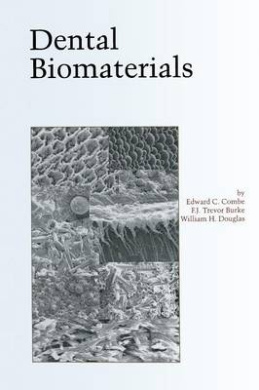 Dental
Biomaterials
by
Edward C. Combe
F.J. Trevor Burke
William H. Douglas